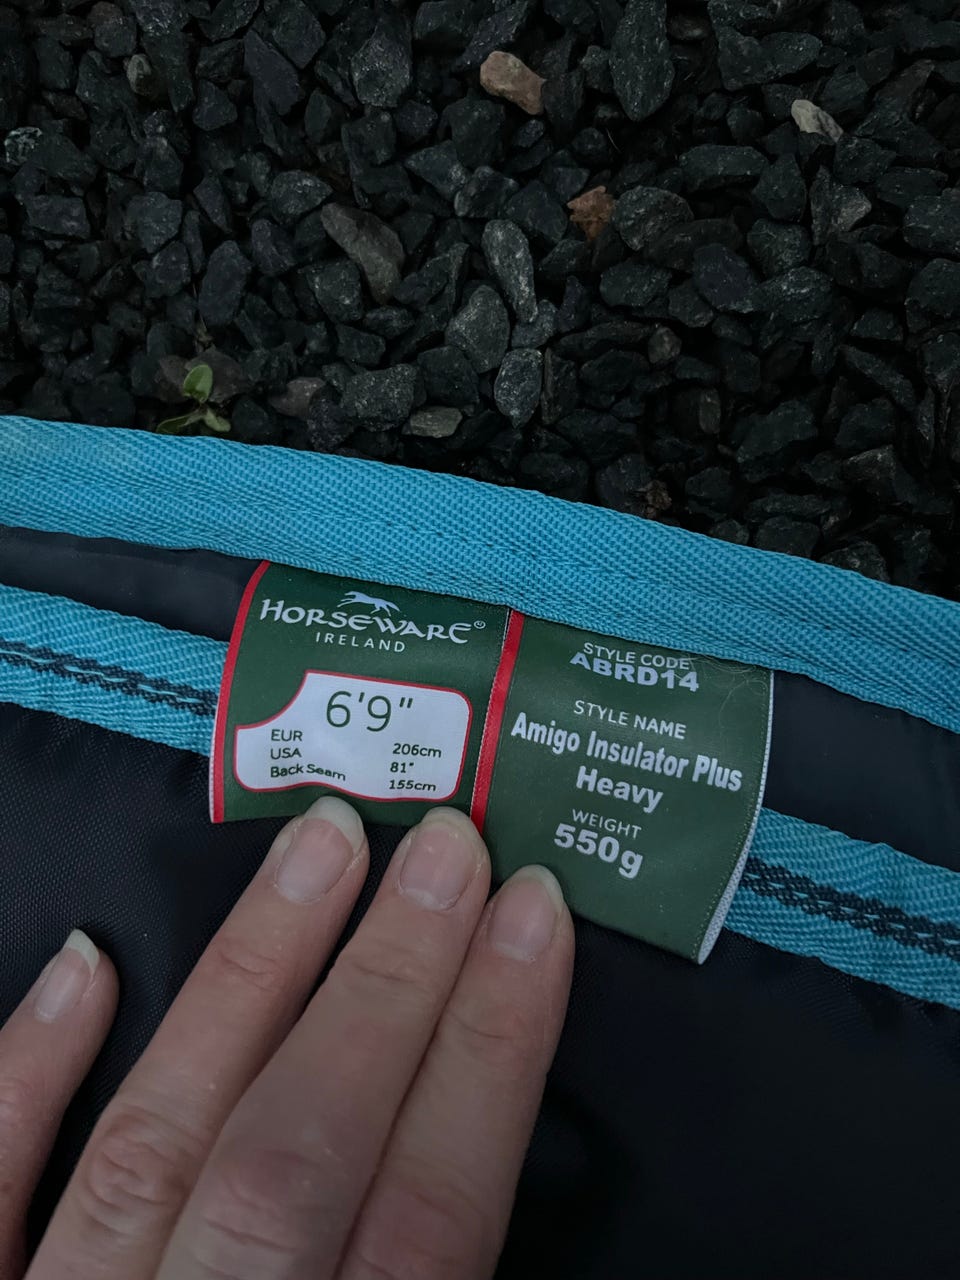 HORSEWARE®
IRELAND
6'9"
EUR 206cm
USA 81"
Back Seam 155cm
STYLE CODE
ABRD14
STYLE NAME
Amigo Insulator Plus
Heavy
WEIGHT
550g